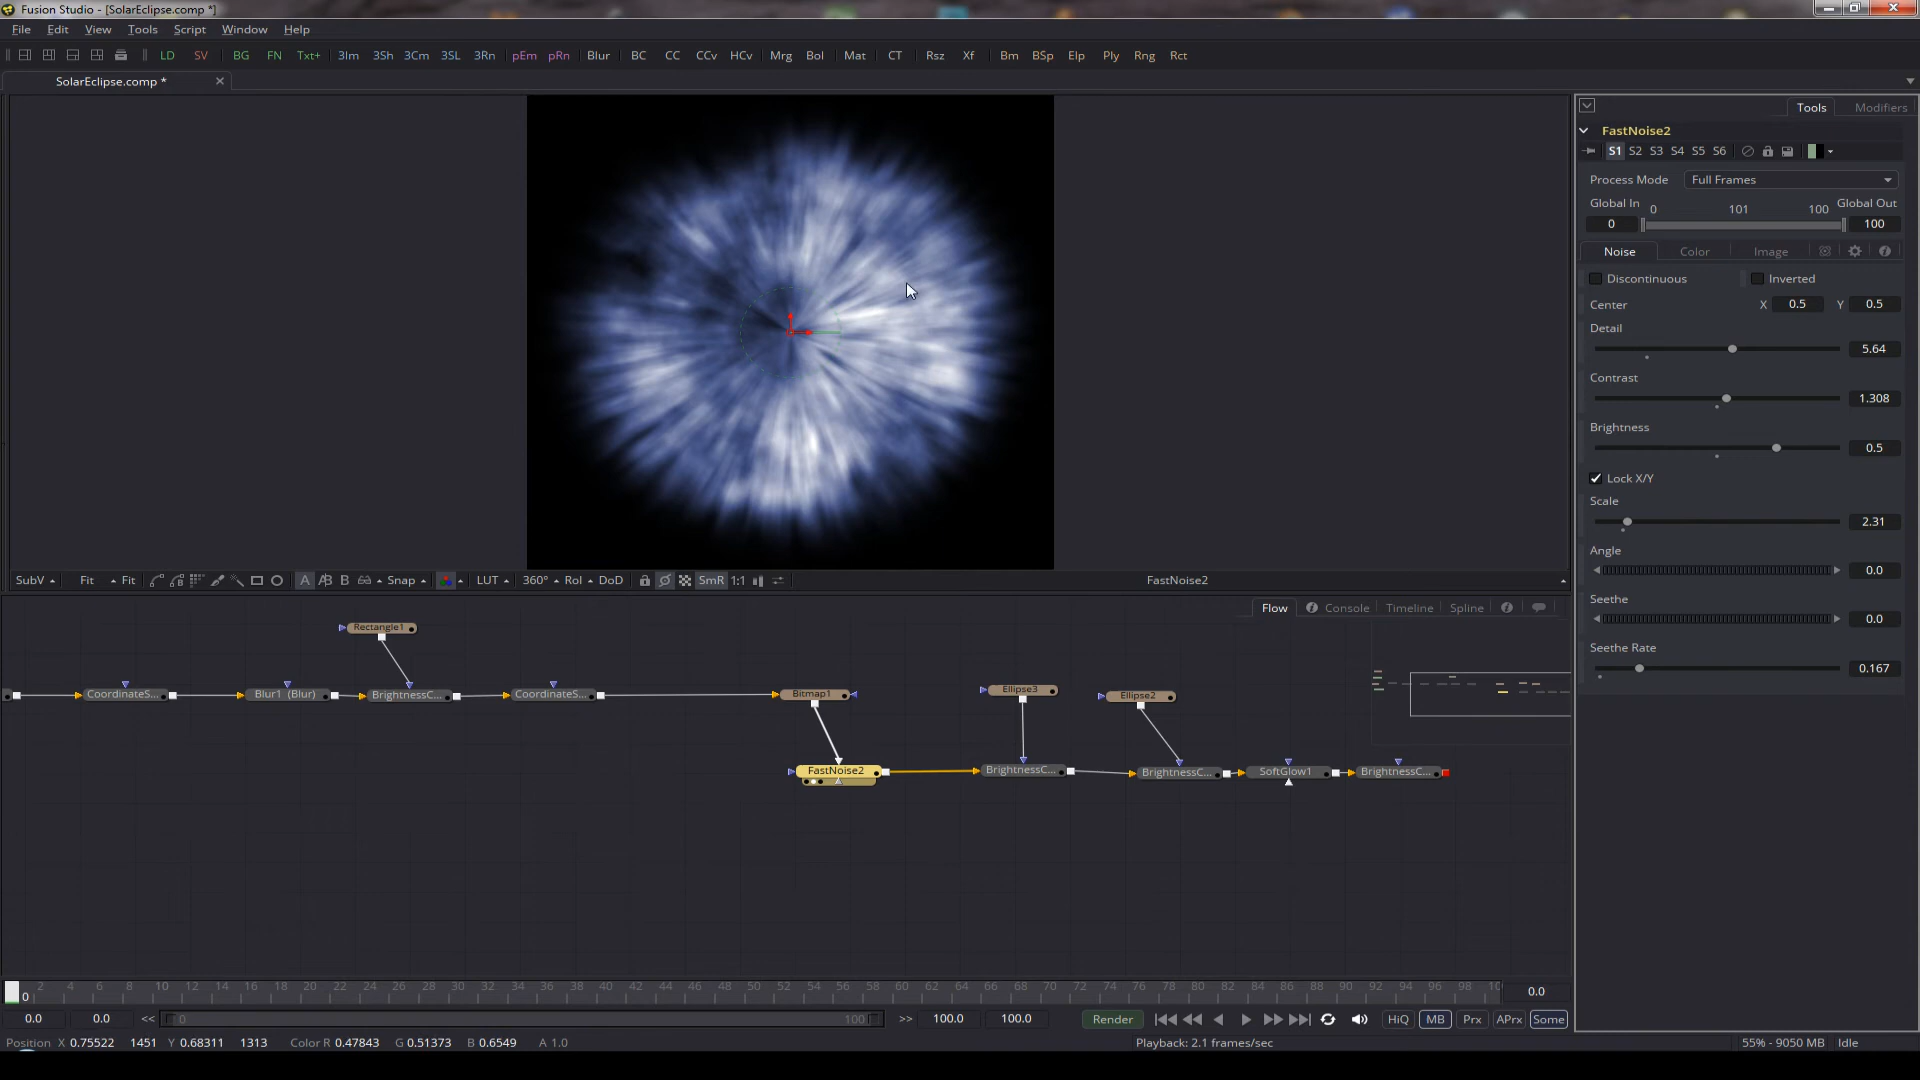 Fusion Studio - [SolarEclipse.comp *]
File Edit View Tools Script Window Help
LD SV BG FN Txt+ 3Im 3Sh 3Cm 3SL 3Rn pEm pRn Blur BC CC CCv HCv Mrg Bol Mat CT Rsz Xf Bm BSp Elp Ply Rng Rct
SolarEclipse.comp *
Tools Modifiers
FastNoise2
S1 S2 S3 S4 S5 S6
Process Mode Full Frames
Global In 0 101 100 Global Out
0 100
Noise Color Image
Discontinuous Inverted
Center X 0.5 Y 0.5
Detail
5.64
Contrast
1.308
Brightness
0.5
Lock X/Y
Scale
2.31
Angle
0.0
Seethe
0.0
Seethe Rate
0.167
SubV Fit Fit A AB B Snap LUT 360° RoI DoD SmR 1:1 FastNoise2
Flow Console Timeline Spline
Rectangle1
CoordinateS... Blur1 (Blur) BrightnessC... CoordinateS... Bitmap1 Ellipse3 Ellipse2
FastNoise2 BrightnessC... BrightnessC... SoftGlow1 BrightnessC...
0 2 4 6 8 10 12 14 16 18 20 22 24 26 28 30 32 34 36 38 40 42 44 46 48 50 52 54 56 58 60 62 64 66 68 70 72 74 76 78 80 82 84 86 88 90 92 94 96 98 10 0.0
0.0 0.0 << 0 100 >> 100.0 100.0 Render HiQ MB Prx APrx Some
Position X 0.75522 1451 Y 0.68311 1313 Color R 0.47843 G 0.51373 B 0.6549 A 1.0 Playback: 2.1 frames/sec 55% - 9050 MB Idle